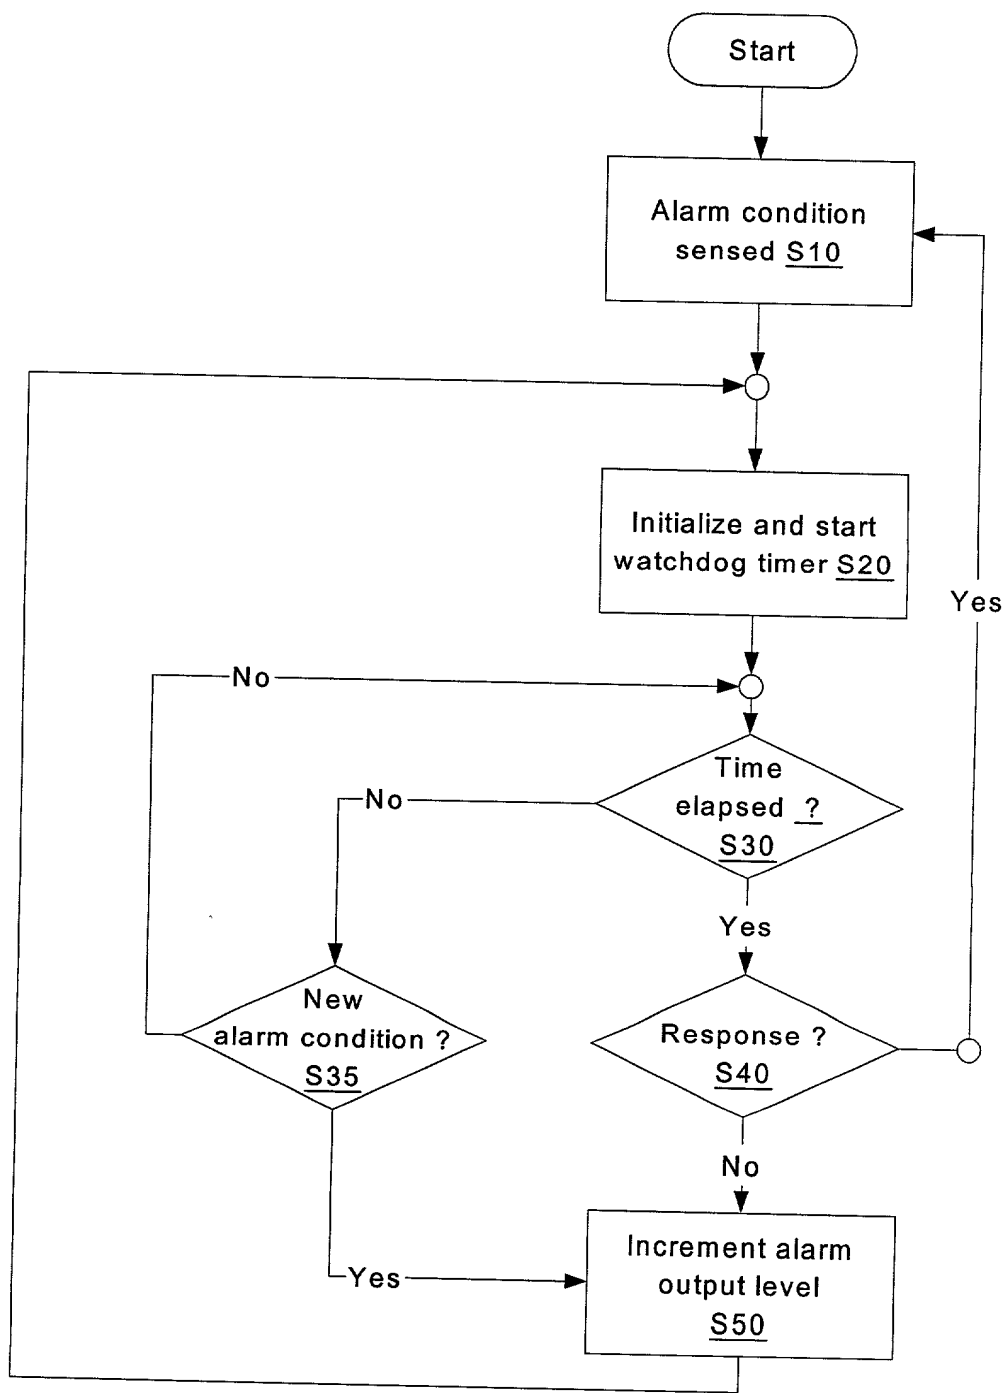 Start
Alarm condition
sensed S10
Initialize and start
watchdog timer S20
Yes
No
Time
elapsed ?
S30
No
Yes
New
alarm condition ?
S35
Response ?
S40
No
Increment alarm
output level
S50
Yes